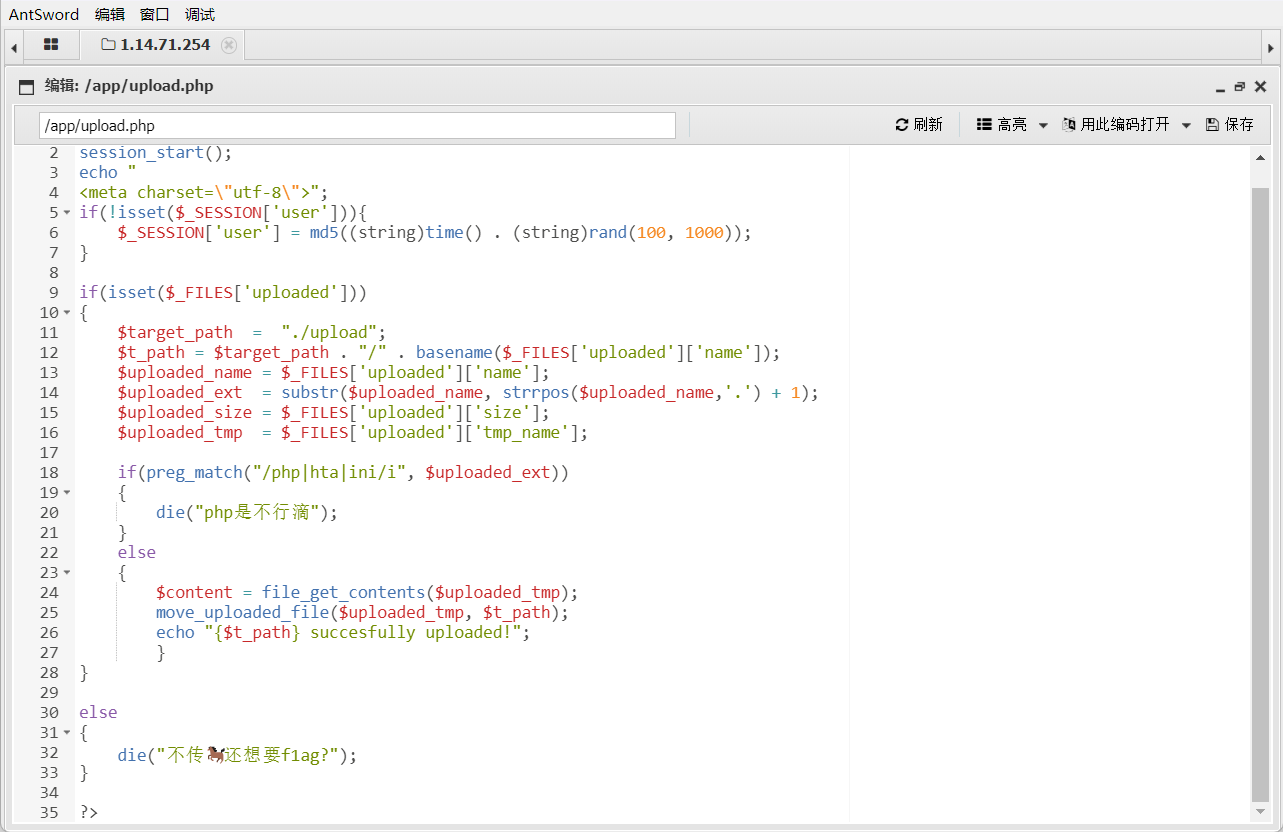 AntSword 编辑 窗口 调试
1.14.71.254
编辑: /app/upload.php
/app/upload.php 刷新 高亮 用此编码打开 保存
2 session_start();
3 echo "
4 <meta charset=\"utf-8\">";
5 if(!isset($_SESSION['user'])){
6     $_SESSION['user'] = md5((string)time() . (string)rand(100, 1000));
7 }
8
9 if(isset($_FILES['uploaded']))
10 {
11     $target_path  =  "./upload";
12     $t_path = $target_path . "/" . basename($_FILES['uploaded']['name']);
13     $uploaded_name = $_FILES['uploaded']['name'];
14     $uploaded_ext  = substr($uploaded_name, strrpos($uploaded_name,'.') + 1);
15     $uploaded_size = $_FILES['uploaded']['size'];
16     $uploaded_tmp  = $_FILES['uploaded']['tmp_name'];
17
18     if(preg_match("/php|hta|ini/i", $uploaded_ext))
19     {
20         die("php是不行滴");
21     }
22     else
23     {
24         $content = file_get_contents($uploaded_tmp);
25         move_uploaded_file($uploaded_tmp, $t_path);
26         echo "{$t_path} succesfully uploaded!";
27         }
28 }
29
30 else
31 {
32     die("不传🐎还想要f1ag?");
33 }
34
35 ?>